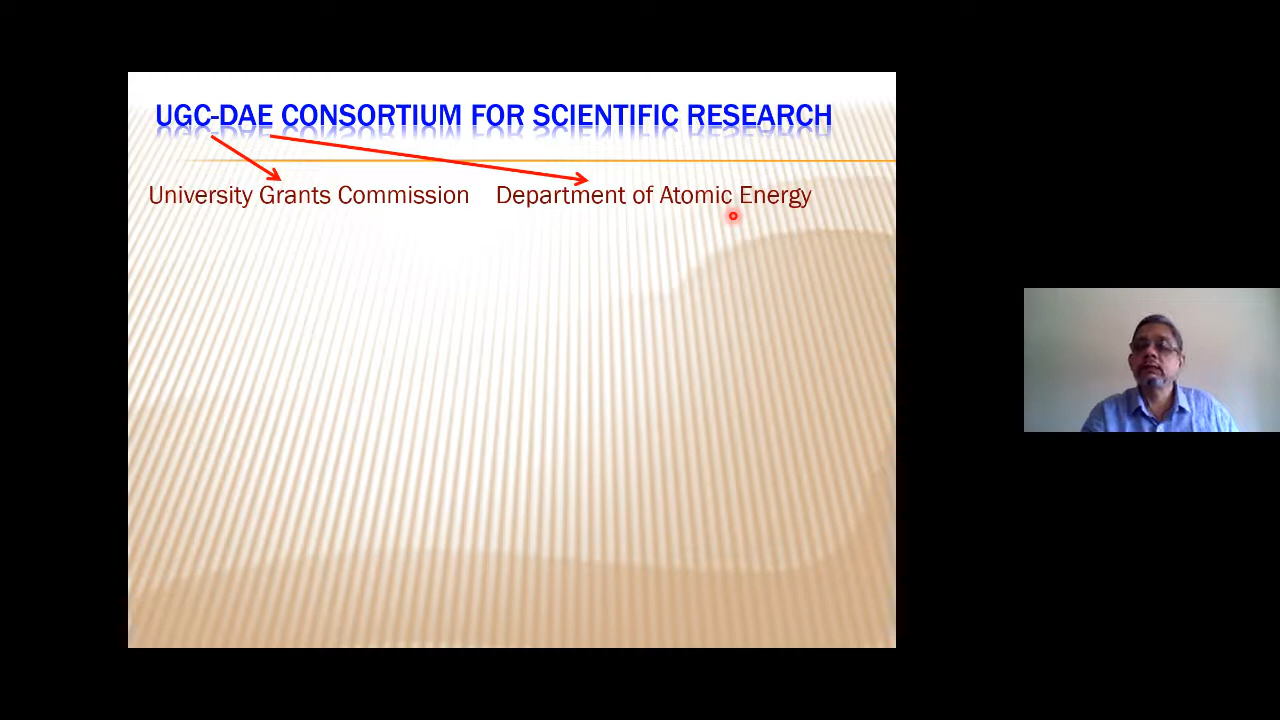 UGC-DAE CONSORTIUM FOR SCIENTIFIC RESEARCH
University Grants Commission Department of Atomic Energy